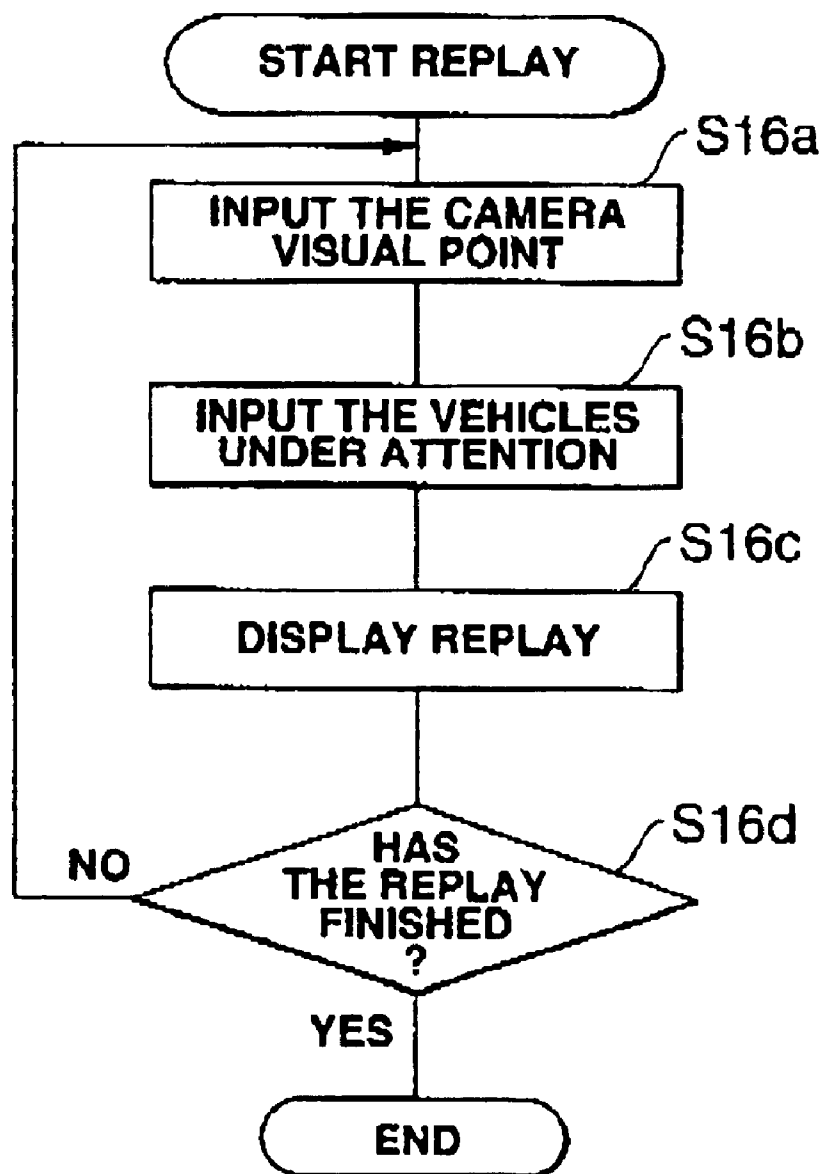 START REPLAY
S16a
INPUT THE CAMERA
VISUAL POINT
S16b
INPUT THE VEHICLES
UNDER ATTENTION
S16c
DISPLAY REPLAY
S16d
HAS
THE REPLAY
FINISHED
?
NO
YES
END